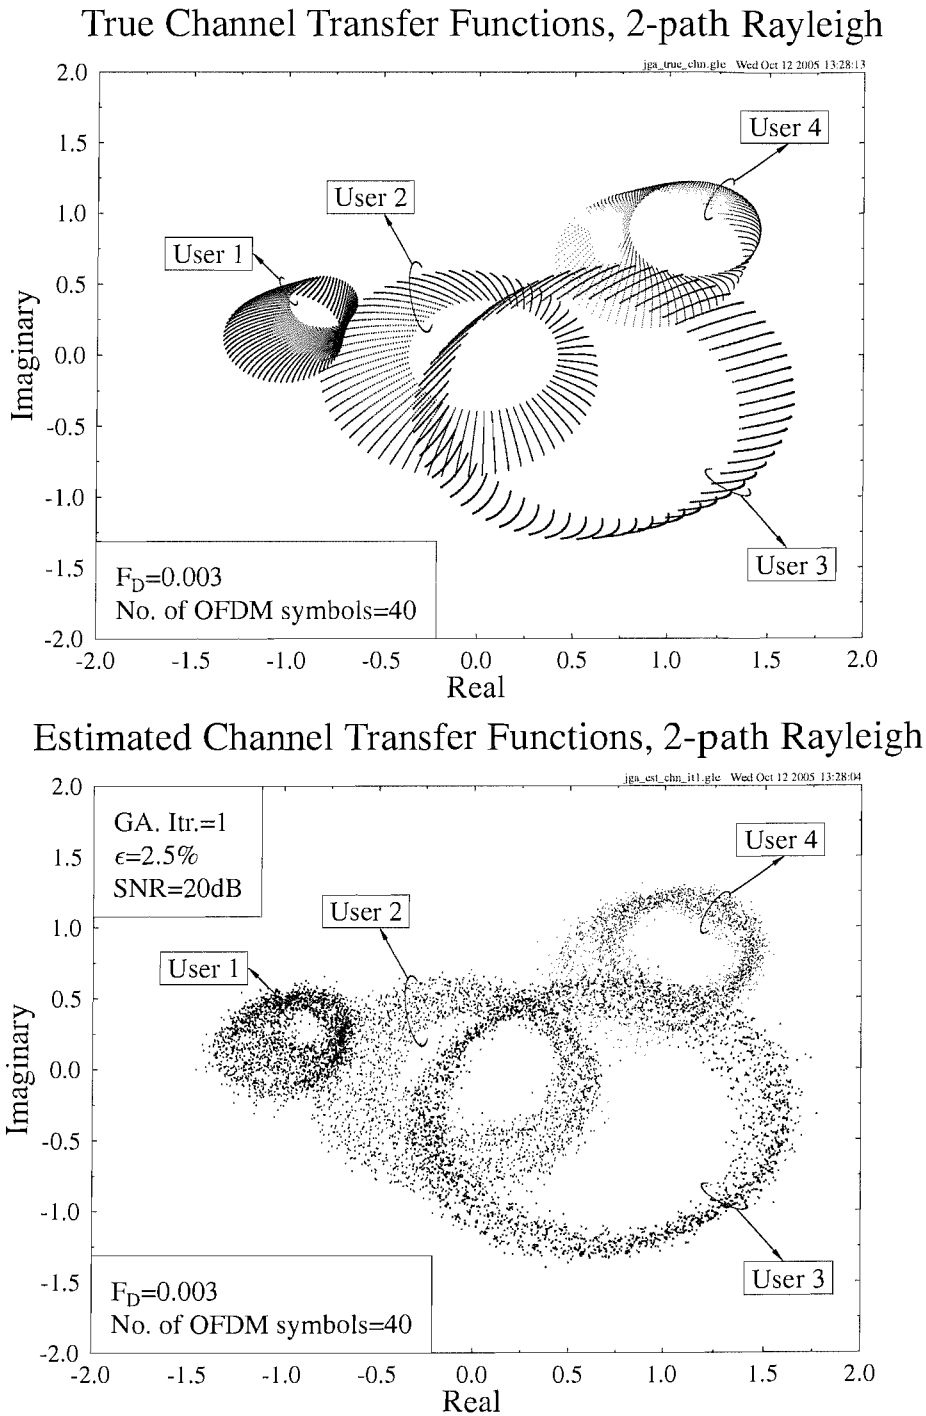 True Channel Transfer Functions, 2-path Rayleigh
jga_true_chn.gle Wed Oct 12 2005 13:28:13
2.0
1.5
1.0
0.5
0.0
-0.5
-1.0
-1.5
-2.0
Imaginary
User 1
User 2
User 4
User 3
F_D=0.003
No. of OFDM symbols=40
-2.0 -1.5 -1.0 -0.5 0.0 0.5 1.0 1.5 2.0
Real
Estimated Channel Transfer Functions, 2-path Rayleigh
jga_est_chn_it1.gle Wed Oct 12 2005 13:28:04
2.0
1.5
1.0
0.5
0.0
-0.5
-1.0
-1.5
-2.0
Imaginary
GA. Itr.=1
ϵ=2.5%
SNR=20dB
User 1
User 2
User 4
User 3
F_D=0.003
No. of OFDM symbols=40
-2.0 -1.5 -1.0 -0.5 0.0 0.5 1.0 1.5 2.0
Real